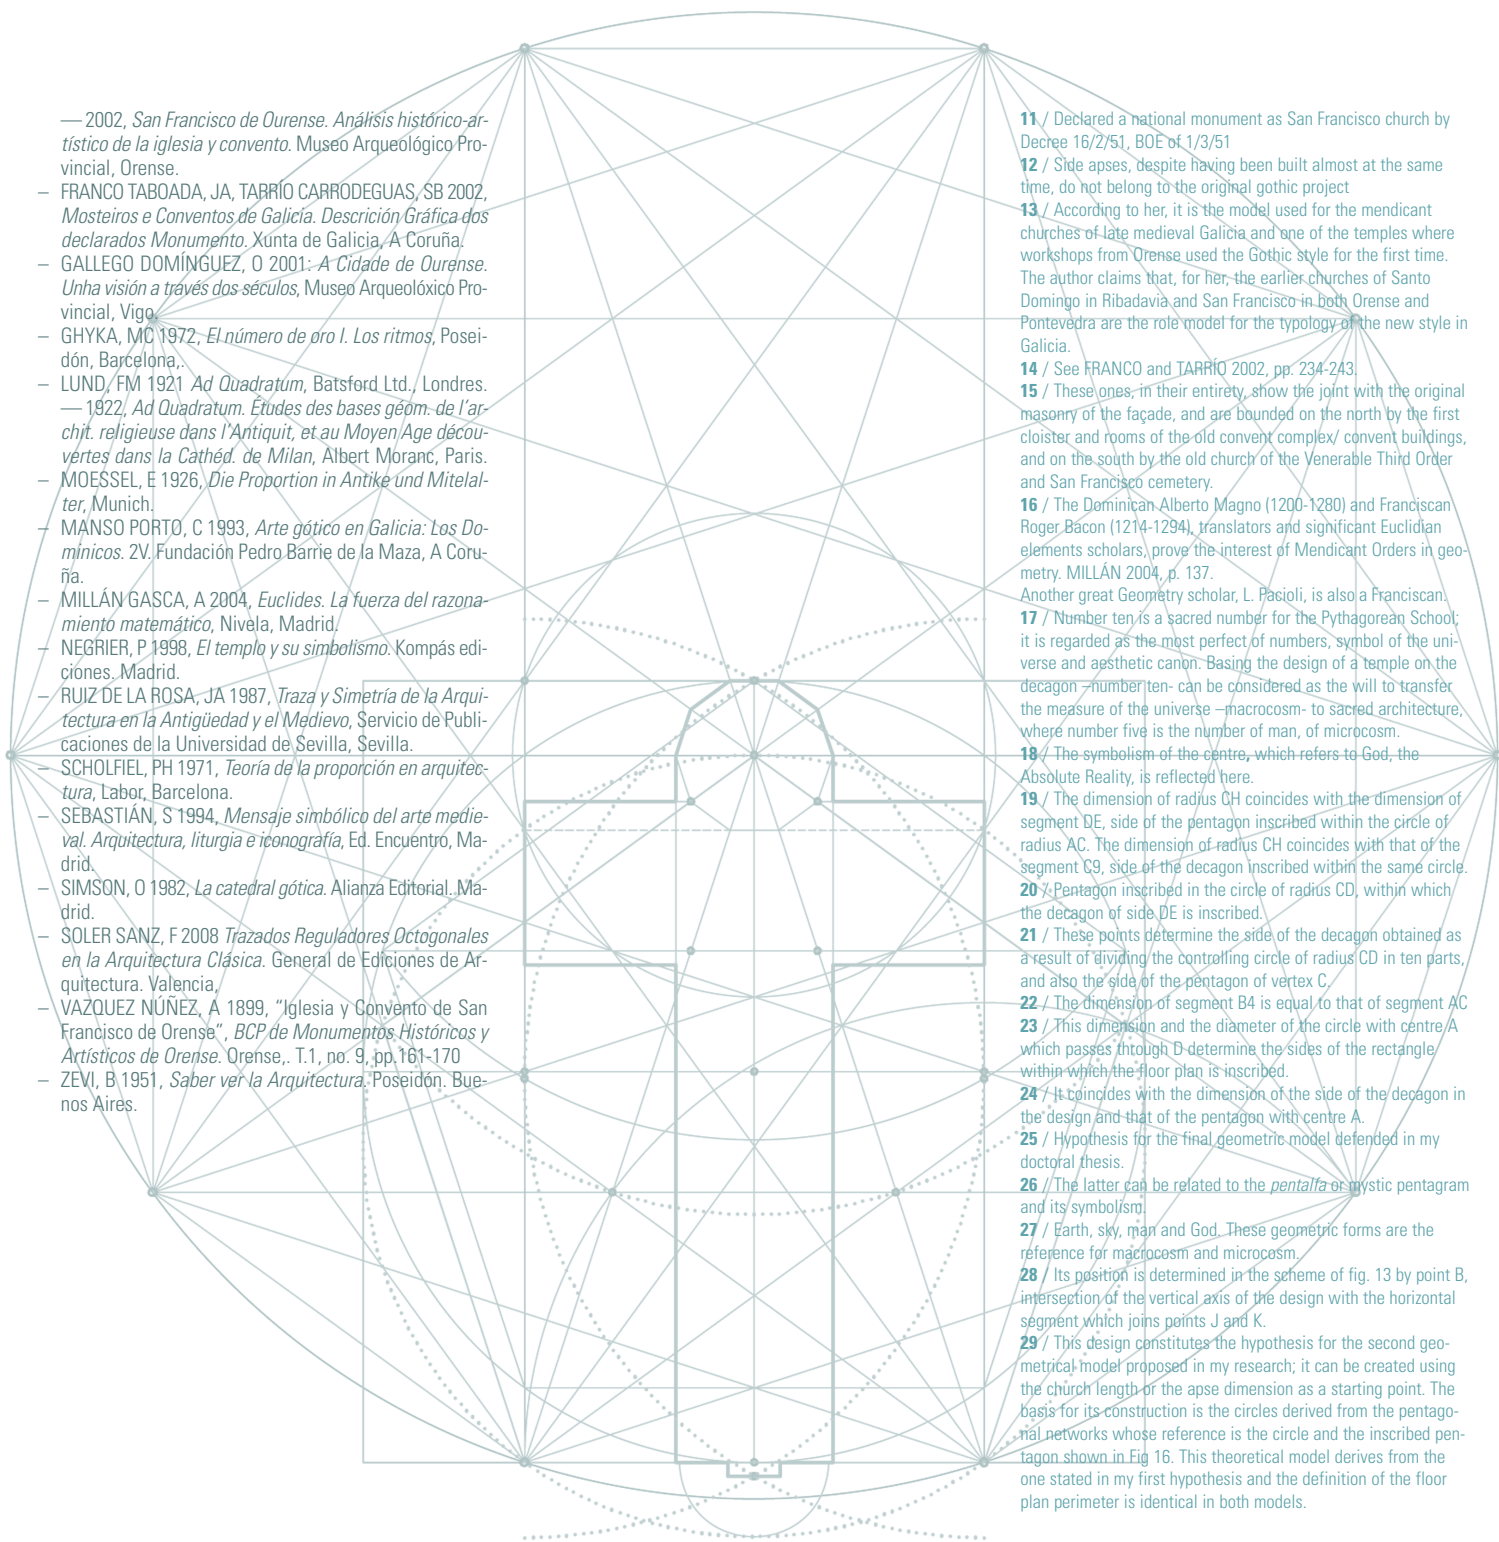 — 2002, San Francisco de Ourense. Análisis histórico-ar-
tístico de la iglesia y convento. Museo Arqueológico Pro-
vincial, Orense.
– FRANCO TABOADA, JA, TARRÍO CARRODEGUAS, SB 2002,
Mosteiros e Conventos de Galicia. Descrición Gráfica dos
declarados Monumento. Xunta de Galicia, A Coruña.
– GALLEGO DOMÍNGUEZ, O 2001: A Cidade de Ourense.
Unha visión a través dos séculos, Museo Arqueolóxico Pro-
vincial, Vigo.
– GHYKA, MC 1972, El número de oro I. Los ritmos, Posei-
dón, Barcelona,.
– LUND, FM 1921 Ad Quadratum, Batsford Ltd., Londres.
— 1922, Ad Quadratum. Études des bases géom. de l'ar-
chit. religieuse dans l'Antiquit, et au Moyen Age décou-
vertes dans la Cathéd. de Milan, Albert Moranc, Paris.
– MOESSEL, E 1926, Die Proportion in Antike und Mitelal-
ter, Munich.
– MANSO PORTO, C 1993, Arte gótico en Galicia: Los Do-
minicos. 2V. Fundación Pedro Barrie de la Maza, A Coru-
ña.
– MILLÁN GASCA, A 2004, Euclides. La fuerza del razona-
miento matemático, Nivela, Madrid.
– NEGRIER, P 1998, El templo y su simbolismo. Kompás edi-
ciones. Madrid.
– RUIZ DE LA ROSA, JA 1987, Traza y Simetría de la Arqui-
tectura en la Antigüedad y el Medievo, Servicio de Publi-
caciones de la Universidad de Sevilla, Sevilla.
– SCHOLFIEL, PH 1971, Teoría de la proporción en arquitec-
tura, Labor, Barcelona.
– SEBASTIÁN, S 1994, Mensaje simbólico del arte medie-
val. Arquitectura, liturgia e iconografía, Ed. Encuentro, Ma-
drid.
– SIMSON, O 1982, La catedral gótica. Alianza Editorial. Ma-
drid.
– SOLER SANZ, F 2008 Trazados Reguladores Octogonales
en la Arquitectura Clásica. General de Ediciones de Ar-
quitectura. Valencia,
– VAZQUEZ NÚÑEZ, A 1899, "Iglesia y Convento de San
Francisco de Orense", BCP de Monumentos Históricos y
Artísticos de Orense. Orense,. T.1, no. 9, pp.161-170
– ZEVI, B 1951, Saber ver la Arquitectura. Poseidón. Bue-
nos Aires.
11 / Declared a national monument as San Francisco church by
Decree 16/2/51, BOE of 1/3/51
12 / Side apses, despite having been built almost at the same
time, do not belong to the original gothic project
13 / According to her, it is the model used for the mendicant
churches of late medieval Galicia and one of the temples where
workshops from Orense used the Gothic style for the first time.
The author claims that, for her, the earlier churches of Santo
Domingo in Ribadavia and San Francisco in both Orense and
Pontevedra are the role model for the typology of the new style in
Galicia.
14 / See FRANCO and TARRÍO 2002, pp. 234-243.
15 / These ones, in their entirety, show the joint with the original
masonry of the façade, and are bounded on the north by the first
cloister and rooms of the old convent complex/ convent buildings,
and on the south by the old church of the Venerable Third Order
and San Francisco cemetery.
16 / The Dominican Alberto Magno (1200-1280) and Franciscan
Roger Bacon (1214-1294), translators and significant Euclidian
elements scholars, prove the interest of Mendicant Orders in geo-
metry. MILLÁN 2004, p. 137.
Another great Geometry scholar, L. Pacioli, is also a Franciscan.
17 / Number ten is a sacred number for the Pythagorean School;
it is regarded as the most perfect of numbers, symbol of the uni-
verse and aesthetic canon. Basing the design of a temple on the
decagon –number ten- can be considered as the will to transfer
the measure of the universe –macrocosm- to sacred architecture,
where number five is the number of man, of microcosm.
18 / The symbolism of the centre, which refers to God, the
Absolute Reality, is reflected here.
19 / The dimension of radius CH coincides with the dimension of
segment DE, side of the pentagon inscribed within the circle of
radius AC. The dimension of radius CH coincides with that of the
segment C9, side of the decagon inscribed within the same circle.
20 / Pentagon inscribed in the circle of radius CD, within which
the decagon of side DE is inscribed.
21 / These points determine the side of the decagon obtained as
a result of dividing the controlling circle of radius CD in ten parts,
and also the side of the pentagon of vertex C.
22 / The dimension of segment B4 is equal to that of segment AC
23 / This dimension and the diameter of the circle with centre A
which passes through D determine the sides of the rectangle
within which the floor plan is inscribed.
24 / It coincides with the dimension of the side of the decagon in
the design and that of the pentagon with centre A.
25 / Hypothesis for the final geometric model defended in my
doctoral thesis.
26 / The latter can be related to the pentalfa or mystic pentagram
and its symbolism.
27 / Earth, sky, man and God. These geometric forms are the
reference for macrocosm and microcosm.
28 / Its position is determined in the scheme of fig. 13 by point B,
intersection of the vertical axis of the design with the horizontal
segment which joins points J and K.
29 / This design constitutes the hypothesis for the second geo-
metrical model proposed in my research; it can be created using
the church length or the apse dimension as a starting point. The
basis for its construction is the circles derived from the pentago-
nal networks whose reference is the circle and the inscribed pen-
tagon shown in Fig 16. This theoretical model derives from the
one stated in my first hypothesis and the definition of the floor
plan perimeter is identical in both models.